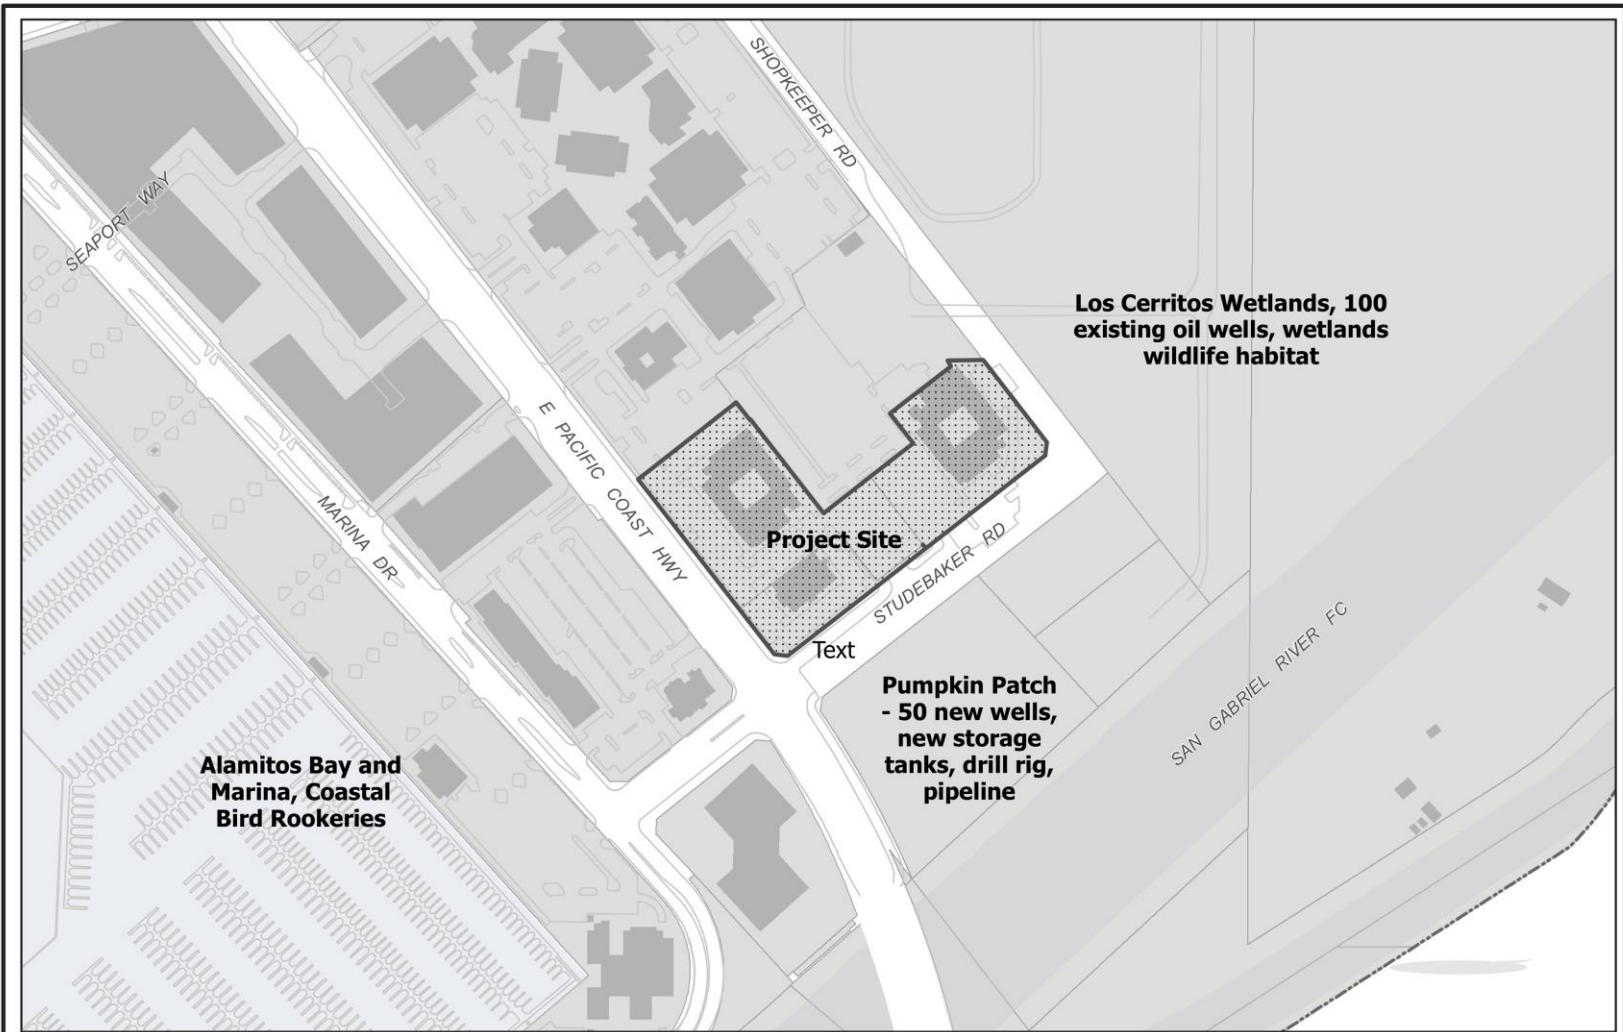 SHOPKEEPER RD
SEAPORT WAY
Los Cerritos Wetlands, 100
existing oil wells, wetlands
wildlife habitat
E PACIFIC COAST HWY
MARINA DR
Project Site
STUDEBAKER RD
Text
SAN GABRIEL RIVER FC
Pumpkin Patch
- 50 new wells,
new storage
tanks, drill rig,
pipeline
Alamitos Bay and
Marina, Coastal
Bird Rookeries